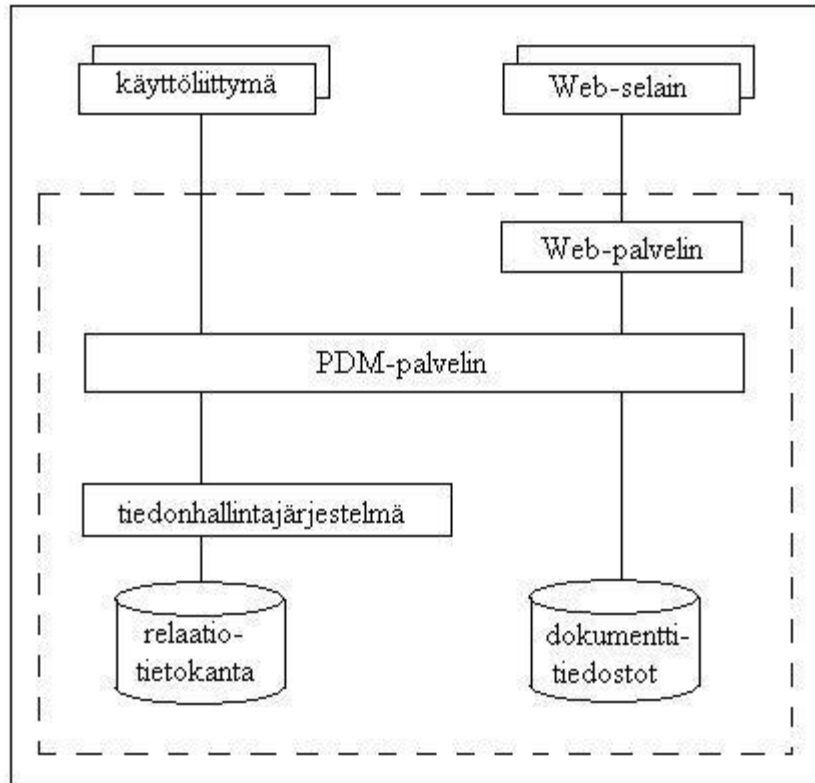 käyttöliittymä
Web-selain
Web-palvelin
PDM-palvelin
tiedonhallintajärjestelmä
relaatio-
tietokanta
dokumentti-
tiedostot